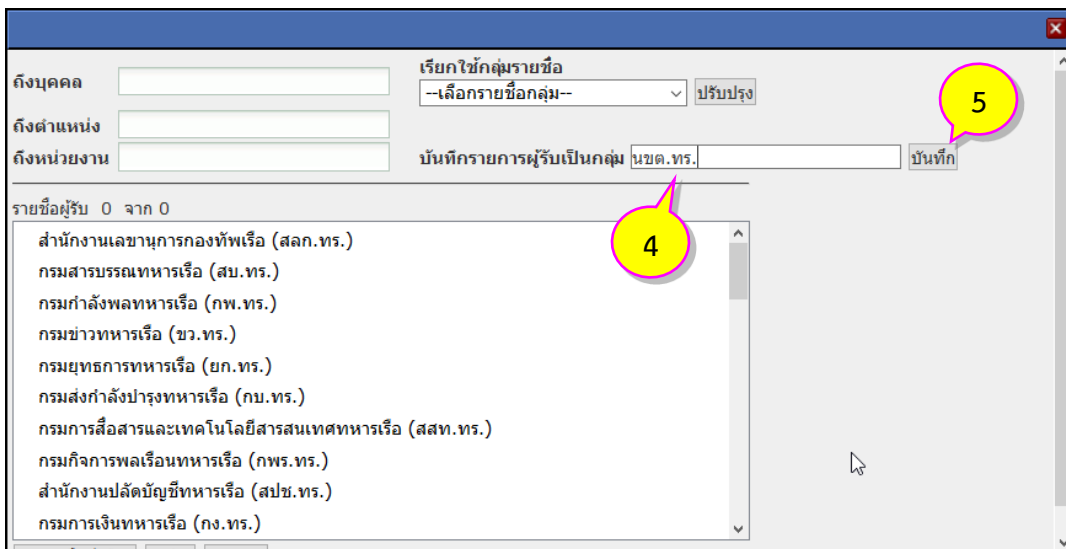 ถึงบุคคล
เรียกใช้กลุ่มรายชื่อ
--เลือกรายชื่อกลุ่ม--
ปรับปรุง
5
ถึงตำแหน่ง
ถึงหน่วยงาน
บันทึกรายการผู้รับเป็นกลุ่ม นขต.ทร.
บันทึก
4
รายชื่อผู้รับ 0 จาก 0
สำนักงานเลขานุการกองทัพเรือ (สลก.ทร.)
กรมสารบรรณทหารเรือ (สบ.ทร.)
กรมกำลังพลทหารเรือ (กพ.ทร.)
กรมข่าวทหารเรือ (ขว.ทร.)
กรมยุทธการทหารเรือ (ยก.ทร.)
กรมส่งกำลังบำรุงทหารเรือ (กบ.ทร.)
กรมการสื่อสารและเทคโนโลยีสารสนเทศทหารเรือ (สสท.ทร.)
กรมกิจการพลเรือนทหารเรือ (กพร.ทร.)
สำนักงานปลัดบัญชีทหารเรือ (สปช.ทร.)
กรมการเงินทหารเรือ (กง.ทร.)